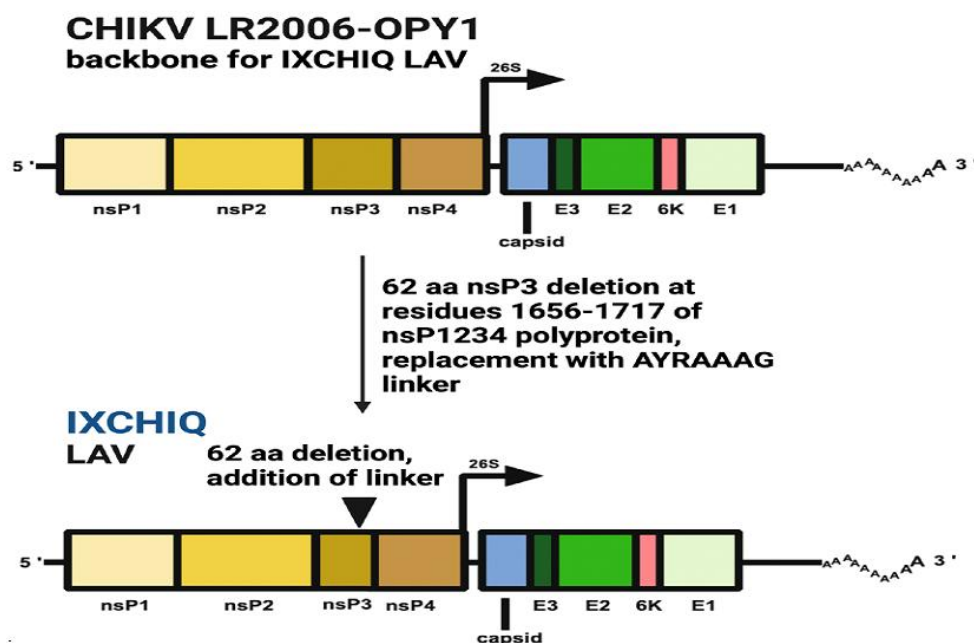 CHIKV LR2006-OPY1
backbone for IXCHIQ LAV
26S
5 '
AAAAAAAAA 3 '
nsP1 nsP2 nsP3 nsP4 E3 E2 6K E1
capsid
62 aa nsP3 deletion at
residues 1656-1717 of
nsP1234 polyprotein,
replacement with AYRAAAG
linker
IXCHIQ
LAV
62 aa deletion,
addition of linker
26S
5 '
AAAAAAAAA 3 '
nsP1 nsP2 nsP3 nsP4 E3 E2 6K E1
capsid